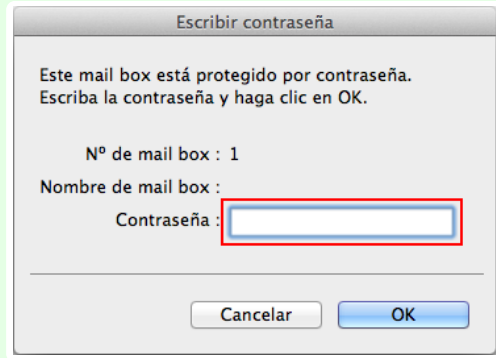 Escribir contraseña
Este mail box está protegido por contraseña.
Escriba la contraseña y haga clic en OK.
Nº de mail box : 1
Nombre de mail box :
Contraseña :
Cancelar OK